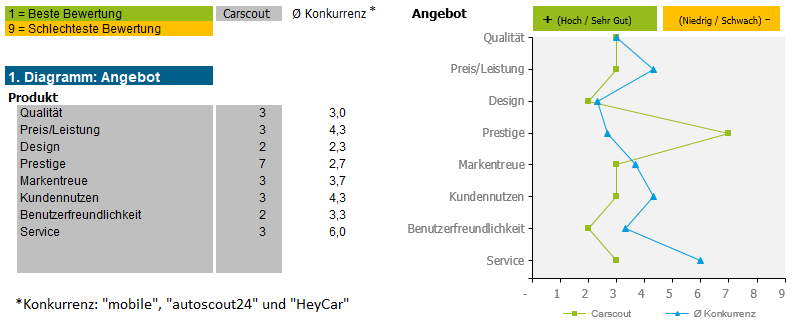 1 = Beste Bewertung Carscout Ø Konkurrenz *
9 = Schlechteste Bewertung
1. Diagramm: Angebot
Produkt
Qualität 3 3,0
Preis/Leistung 3 4,3
Design 2 2,3
Prestige 7 2,7
Markentreue 3 3,7
Kundennutzen 3 4,3
Benutzerfreundlichkeit 2 3,3
Service 3 6,0
*Konkurrenz: "mobile", "autoscout24" und "HeyCar"
Angebot + (Hoch / Sehr Gut) (Niedrig / Schwach) -
Qualität
Preis/Leistung
Design
Prestige
Markentreue
Kundennutzen
Benutzerfreundlichkeit
Service
- 1 2 3 4 5 6 7 8 9
Carscout Ø Konkurrenz